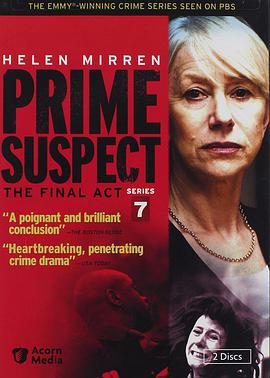 THE EMMY®-WINNING CRIME SERIES SEEN ON PBS
HELEN MIRREN
PRIME
SUSPECT
THE FINAL ACT SERIES 7
“A poignant and brilliant
conclusion” —THE BOSTON GLOBE
“Heartbreaking, penetrating
crime drama” —USA TODAY
Acorn
Media
2 Discs